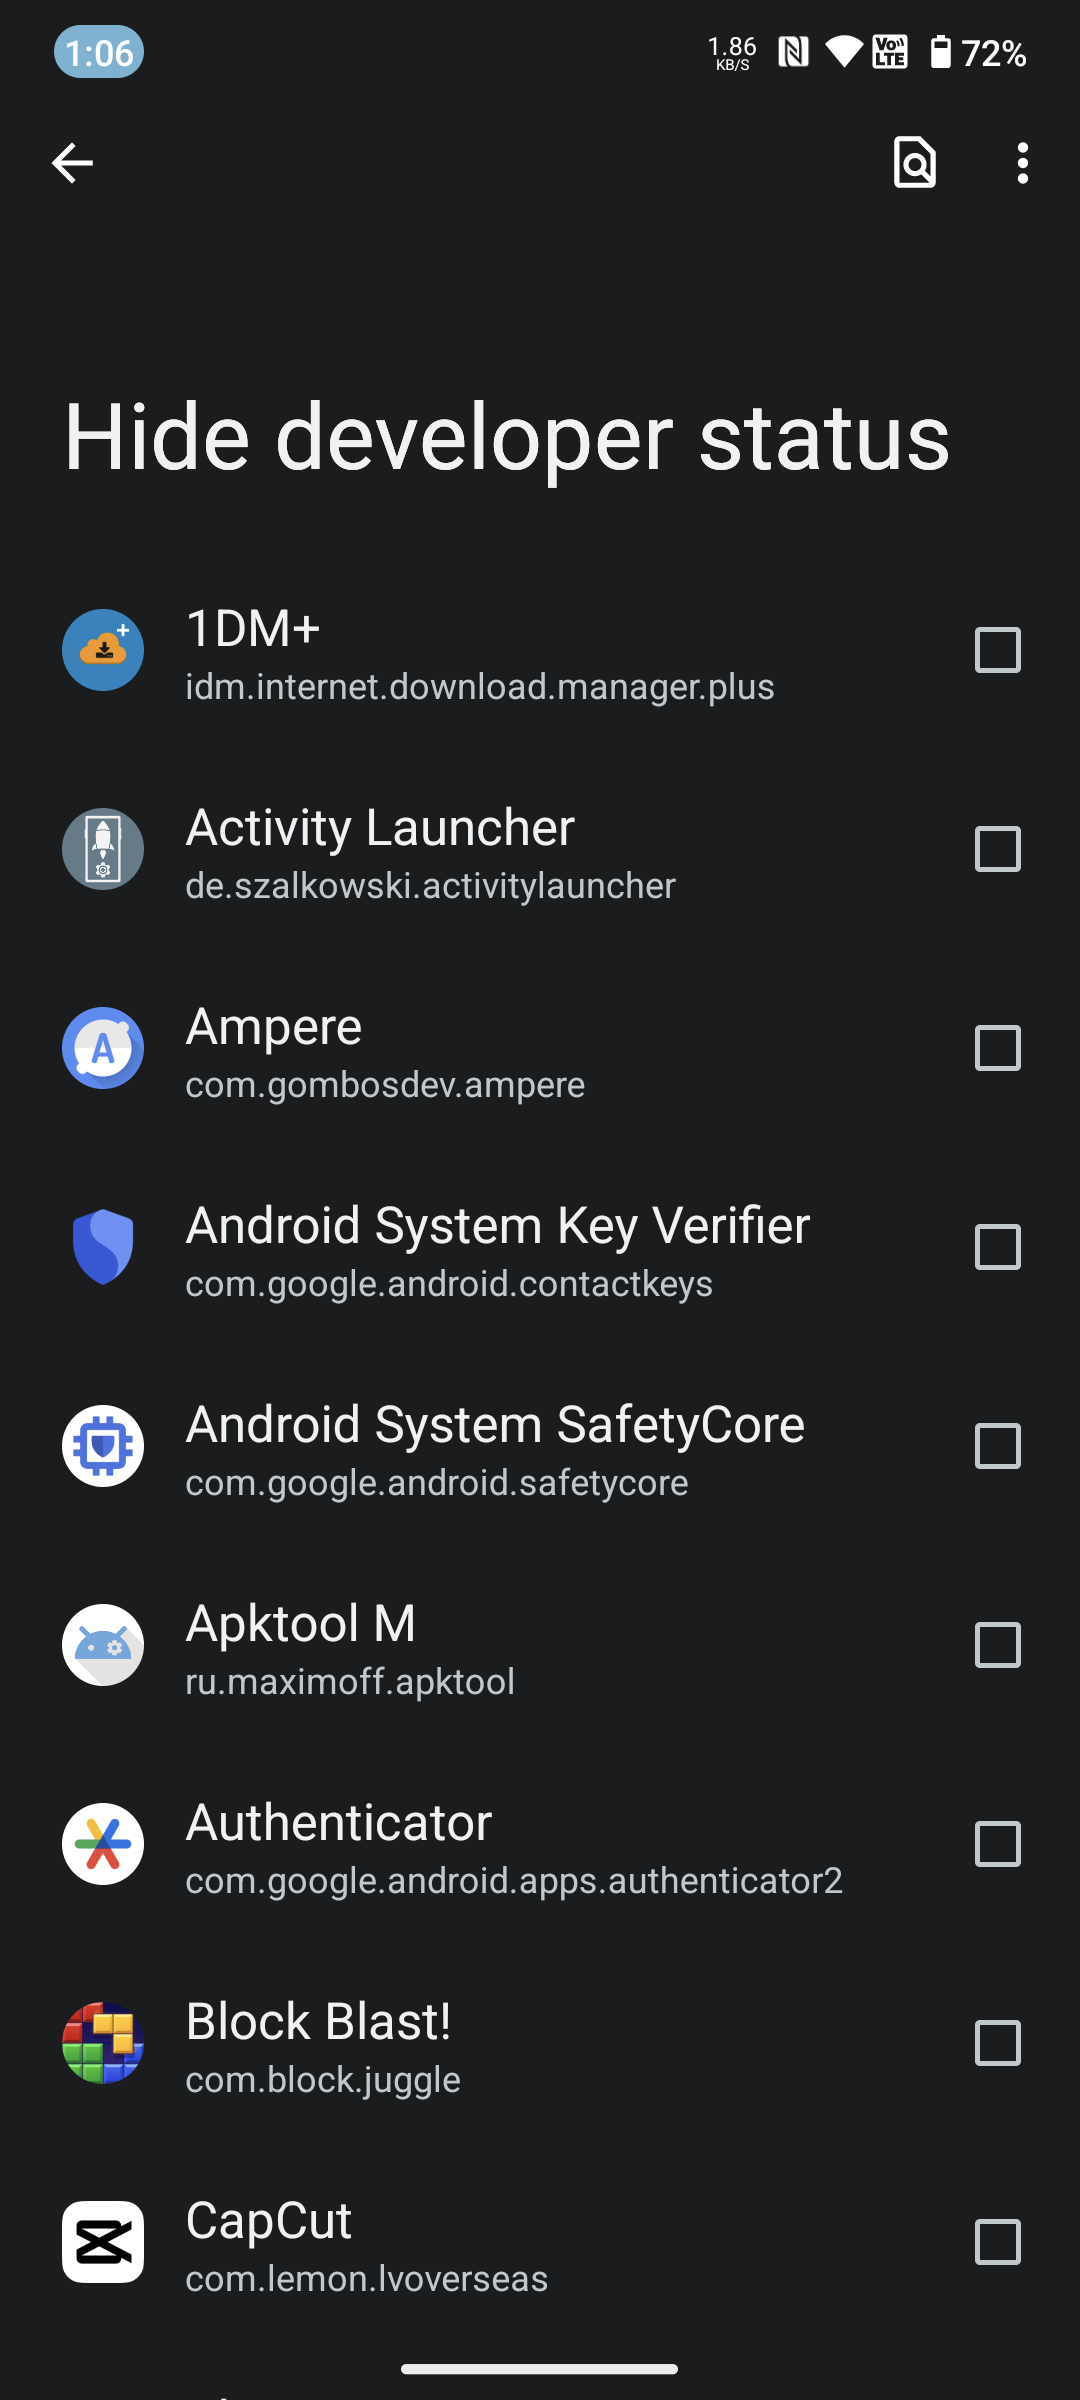 1:06
1.86
KB/S
Vo
LTE
72%
Hide developer status
1DM+
idm.internet.download.manager.plus
Activity Launcher
de.szalkowski.activitylauncher
A
Ampere
com.gombosdev.ampere
Android System Key Verifier
com.google.android.contactkeys
Android System SafetyCore
com.google.android.safetycore
Apktool M
ru.maximoff.apktool
Authenticator
com.google.android.apps.authenticator2
Block Blast!
com.block.juggle
CapCut
com.lemon.lvoverseas